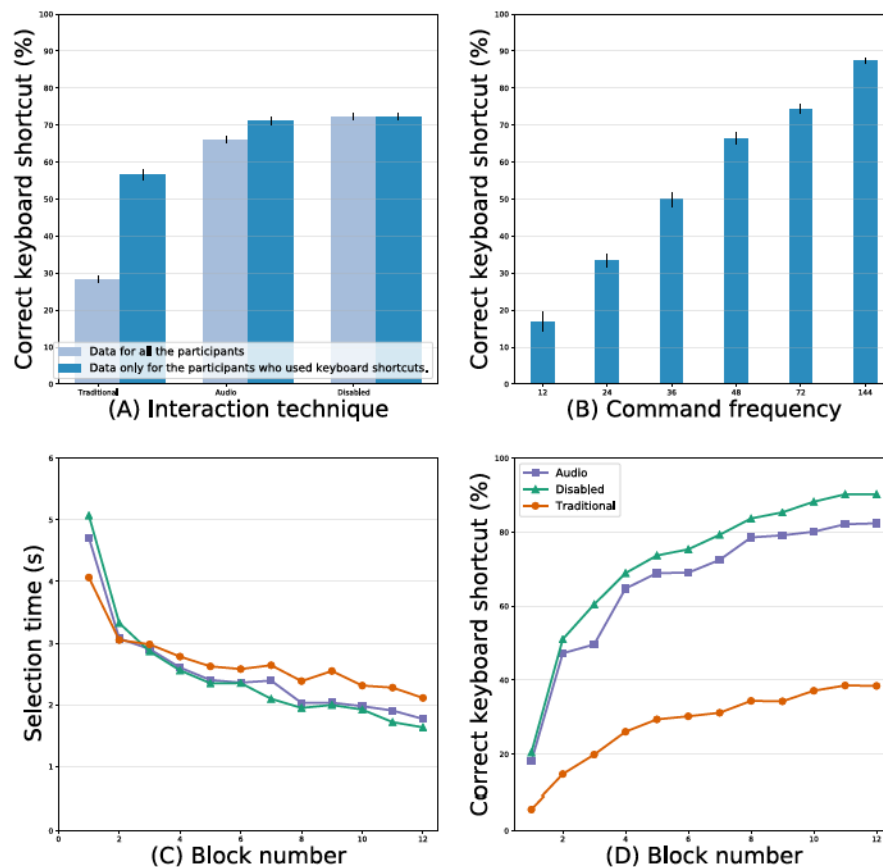 100
90
80
70
60
50
40
30
20
10
0
Correct keyboard shortcut (%)
Data for all the participants
Data only for the participants who used keyboard shortcuts.
Traditional Audio Disabled
(A) Interaction technique
100
90
80
70
60
50
40
30
20
10
0
Correct keyboard shortcut (%)
12 24 36 48 72 144
(B) Command frequency
6
5
4
3
2
1
0
Selection time (s)
0 2 4 6 8 10 12
(C) Block number
100
80
60
40
20
0
Correct keyboard shortcut (%)
Audio
Disabled
Traditional
2 4 6 8 10 12
(D) Block number